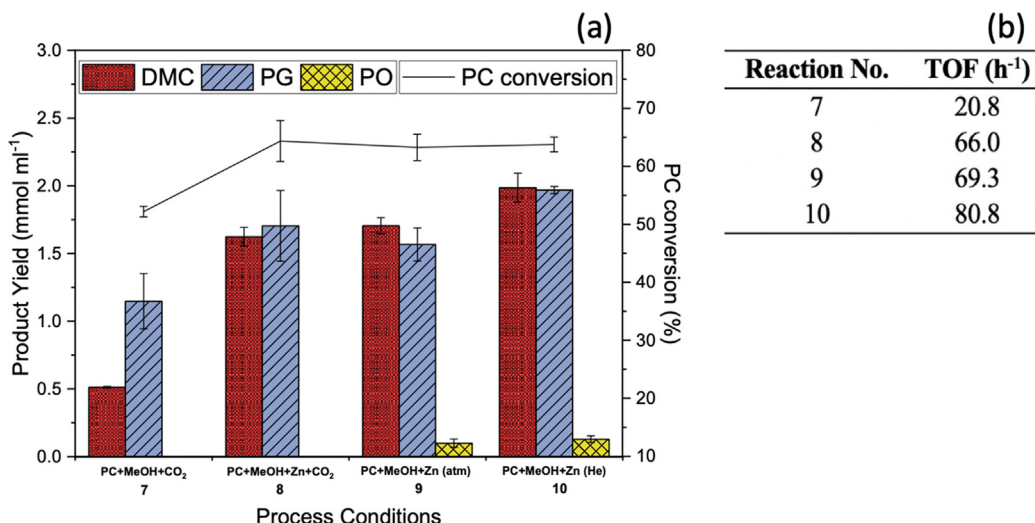 (a)
DMC PG PO PC conversion
Product Yield (mmol ml⁻¹)
3.0
2.5
2.0
1.5
1.0
0.5
0.0
80
70
60
50
40
30
20
10
PC conversion (%)
PC+MeOH+CO₂
7
PC+MeOH+Zn+CO₂
8
PC+MeOH+Zn (atm)
9
PC+MeOH+Zn (He)
10
Process Conditions
(b)
Reaction No. TOF (h⁻¹)
7 20.8
8 66.0
9 69.3
10 80.8